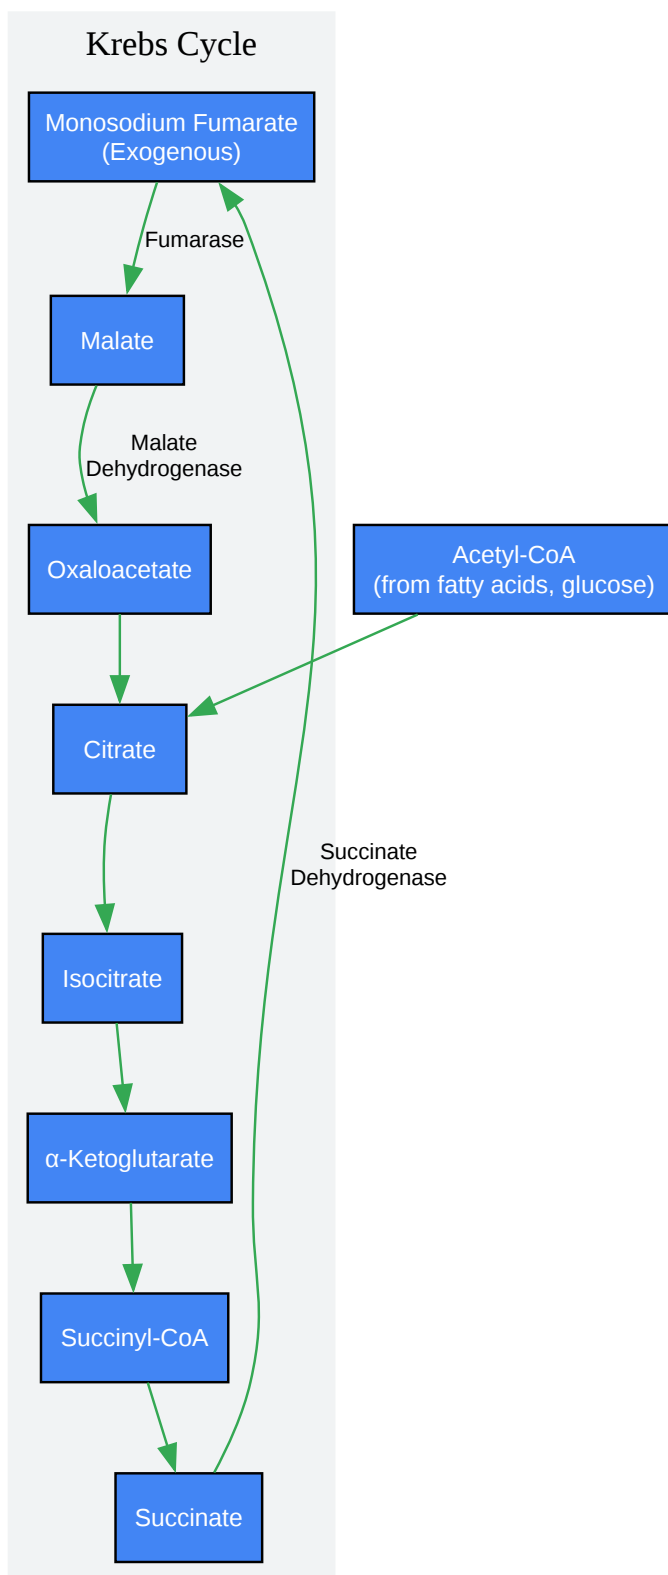 Krebs Cycle
Monosodium Fumarate
(Exogenous)
Fumarase
Malate
Malate
Dehydrogenase
Oxaloacetate
Acetyl-CoA
(from fatty acids, glucose)
Citrate
Succinate
Dehydrogenase
Isocitrate
α-Ketoglutarate
Succinyl-CoA
Succinate